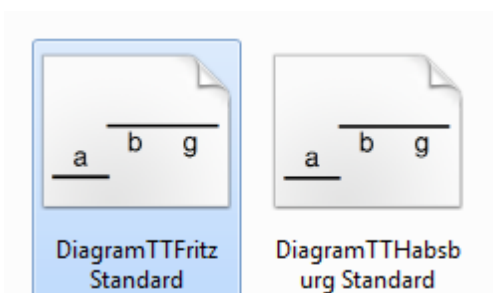 a b g
a b g
DiagramTTFritz
Standard
DiagramTTHabsb
urg Standard